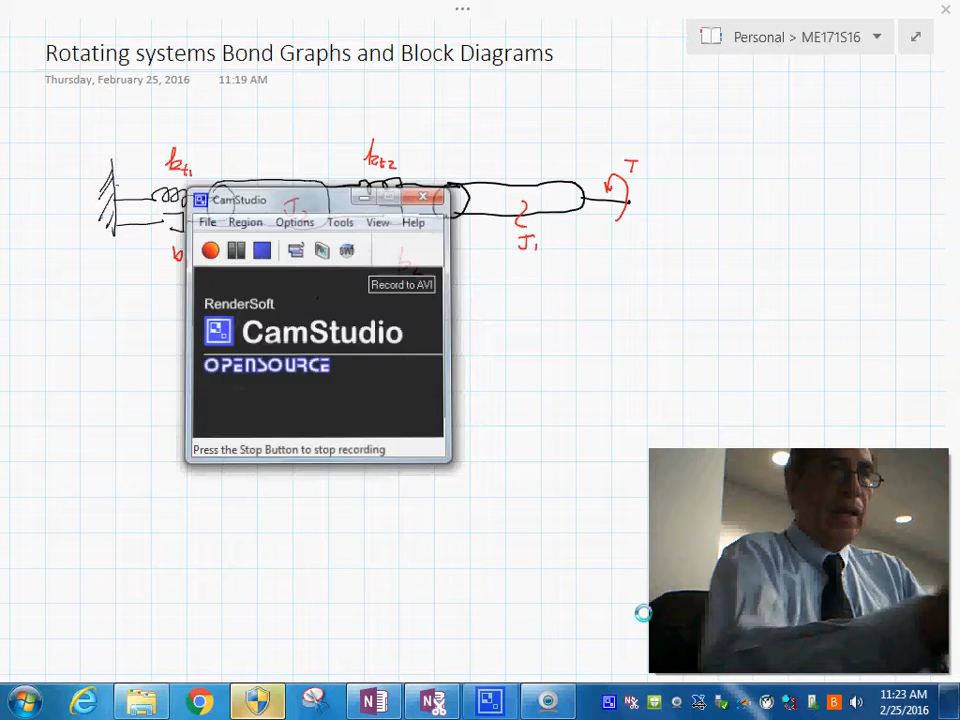 Personal > ME171S16
Rotating systems Bond Graphs and Block Diagrams
Thursday, February 25, 2016 11:19 AM
kt1
kt2
T
CamStudio
J2
File Region Options Tools View Help
J1
b
Record to AVI
RenderSoft
CamStudio
OPENSOURCE
Press the Stop Button to stop recording
11:23 AM
2/25/2016